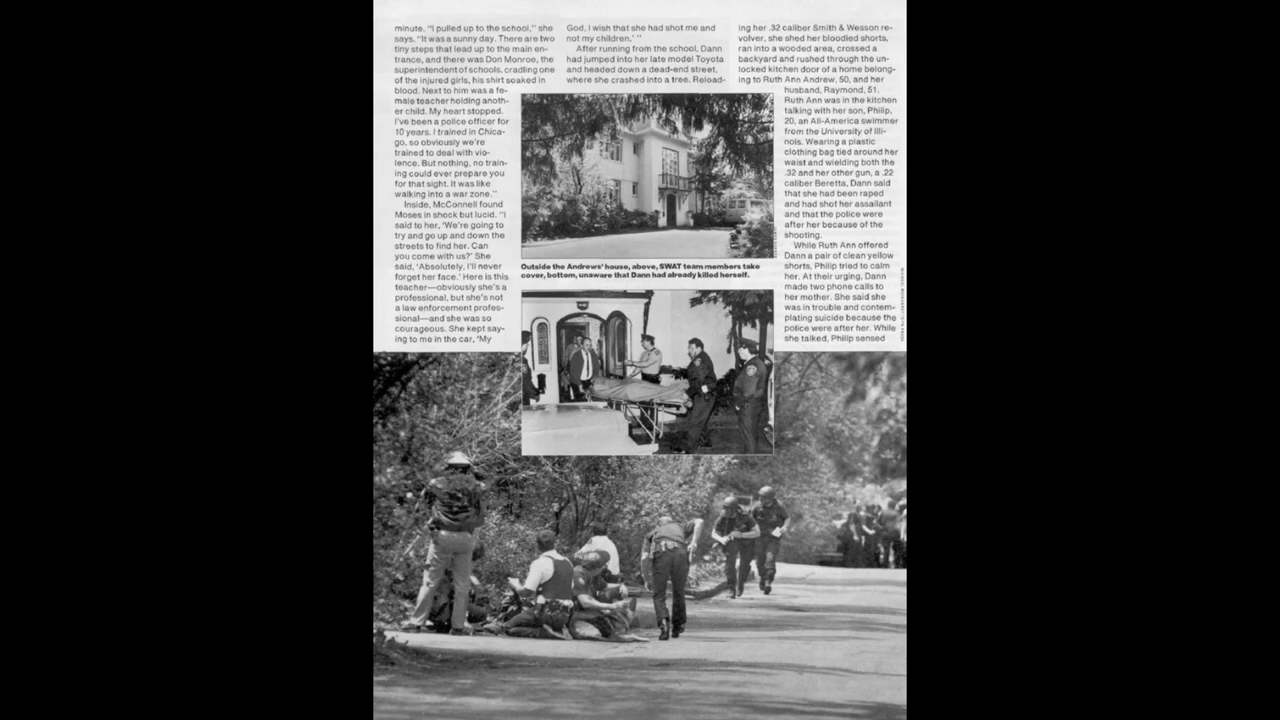 minute. "I pulled up to the school," she
says. "It was a sunny day. There are two
tiny steps that lead up to the main en-
trance, and there was Don Monroe, the
superintendent of schools, cradling one
of the injured girls, his shirt soaked in
blood. Next to him was a fe-
male teacher holding anoth-
er child. My heart stopped.
I've been a police officer for
10 years. I trained in Chica-
go, so obviously we're
trained to deal with vio-
lence. But nothing, no train-
ing could ever prepare you
for that sight. It was like
walking into a war zone."
Inside, McConnell found
Moses in shock but lucid. "I
said to her, 'We're going to
try and go up and down the
streets to find her. Can
you come with us?' She
said, 'Absolutely, I'll never
forget her face.' Here is this
teacher—obviously she's a
professional, but she's not
a law enforcement profes-
sional—and she was so
courageous. She kept say-
ing to me in the car, 'My
God, I wish that she had shot me and
not my children.' "
After running from the school, Dann
had jumped into her late model Toyota
and headed down a dead-end street,
where she crashed into a tree. Reload-
Outside the Andrews' house, above, SWAT team members take
cover, bottom, unaware that Dann had already killed herself.
ing her .32 caliber Smith & Wesson re-
volver, she shed her bloodied shorts,
ran into a wooded area, crossed a
backyard and rushed through the un-
locked kitchen door of a home belong-
ing to Ruth Ann Andrew, 50, and her
husband, Raymond, 51.
Ruth Ann was in the kitchen
talking with her son, Philip,
20, an All-America swimmer
from the University of Illi-
nois. Wearing a plastic
clothing bag tied around her
waist and wielding both the
.32 and her other gun, a .22
caliber Beretta, Dann said
that she had been raped
and had shot her assailant
and that the police were
after her because of the
shooting.
While Ruth Ann offered
Dann a pair of clean yellow
shorts, Philip tried to calm
her. At their urging, Dann
made two phone calls to
her mother. She said she
was in trouble and contem-
plating suicide because the
police were after her. While
she talked, Philip sensed